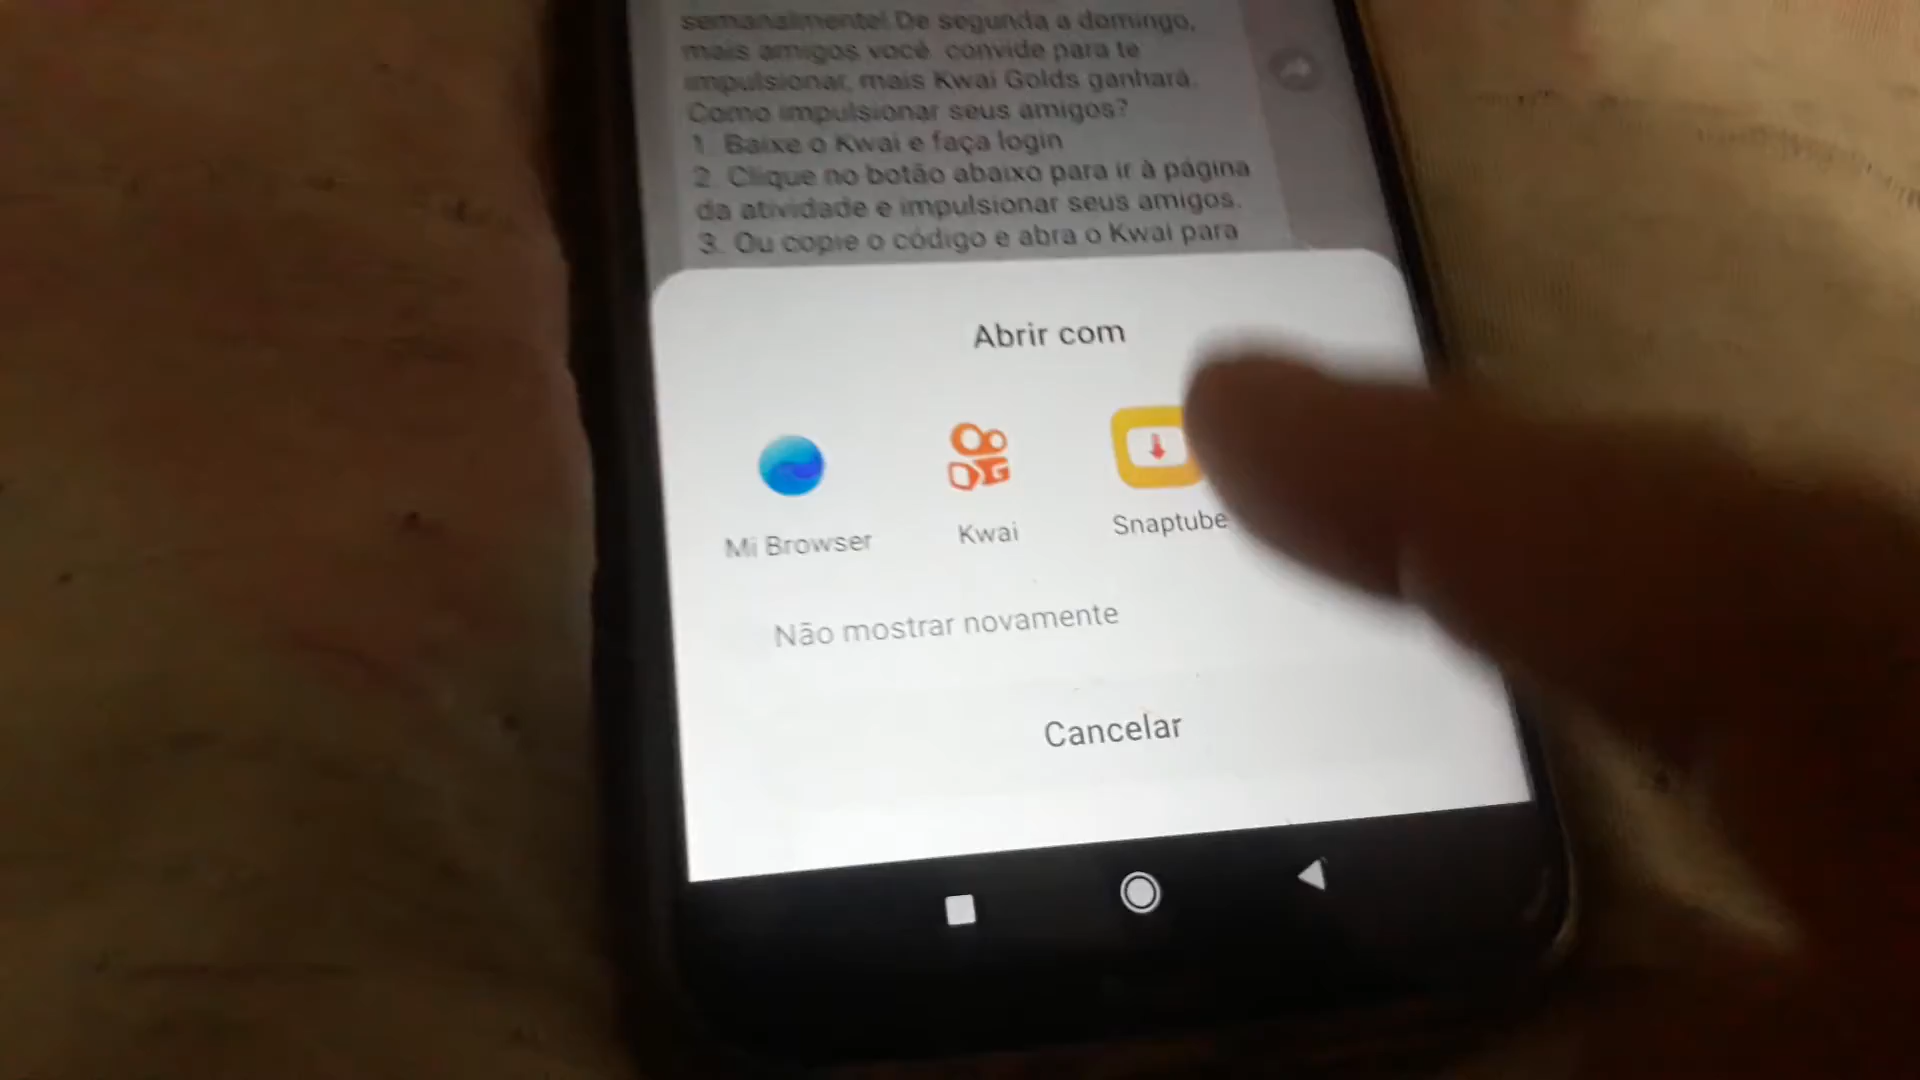 semanalmente! De segunda a domingo,
mais amigos você convide para te
impulsionar, mais Kwai Golds ganhará.
Como impulsionar seus amigos?
1. Baixe o Kwai e faça login
2. Clique no botão abaixo para ir à página
da atividade e impulsionar seus amigos.
3. Ou copie o código e abra o Kwai para
Abrir com
Mi Browser
Kwai
Snaptube
Não mostrar novamente
Cancelar